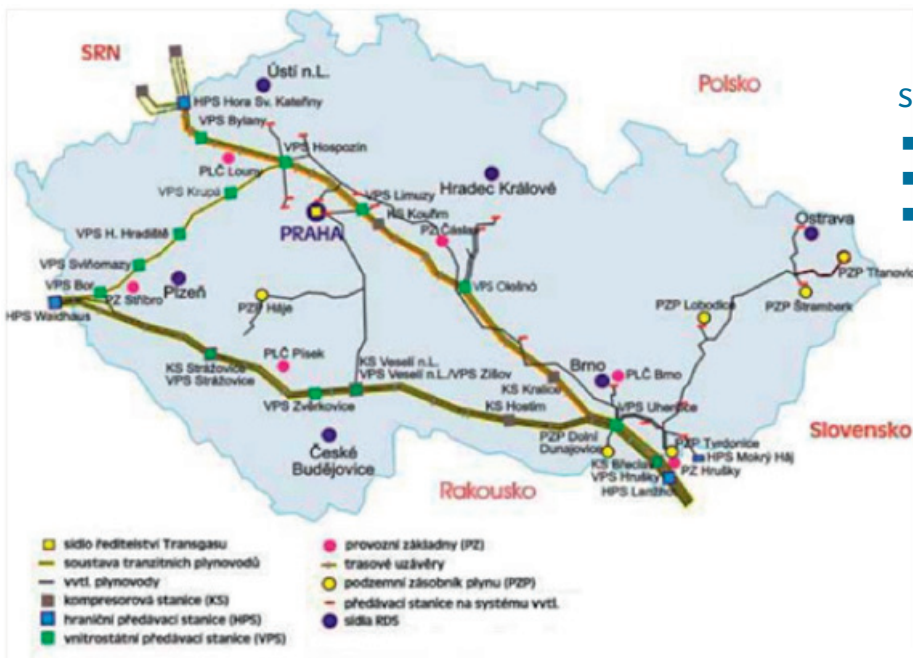 SRN
Ústí n.L.
Polsko
HPS Hora Sv. Kateřiny
VPS Bylany
VPS Hospozín
PLČ Louny
VPS Krupá
VPS Limuzy
Hradec Králové
KS Kouřim
PRAHA
PZ Čáslav
Ostrava
VPS H. Hradiště
VPS Sviňomazy
VPS Olešná
PZP Třanovice
VPS Bor
PZ Stříbro
Plzeň
HPS Waidhaus
PZP Háje
PZP Lobodice
PZP Štramberk
PLČ Písek
KS Veselí n.L.
VPS Veselí n.L./VPS Zíšov
Brno
PLČ Brno
KS Strážovice
VPS Strážovice
KS Kralice
VPS Uherčice
VPS Zvěrkovice
KS Hostim
Slovensko
PZP Dolní
Dunajovice
PZP Tvrdonice
HPS Mokrý Háj
České
Budějovice
KS Břeclav
PZ Hrušky
VPS Hrušky
HPS Lanžhot
Rakousko
sídlo ředitelství Transgasu
soustava tranzitních plynovodů
vvtl. plynovody
kompresorová stanice (KS)
hraniční předávací stanice (HPS)
vnitrostátní předávací stanice (VPS)
provozní základny (PZ)
trasové uzávěry
podzemní zásobník plynu (PZP)
předávací stanice na systému vvtl.
sídla RDS